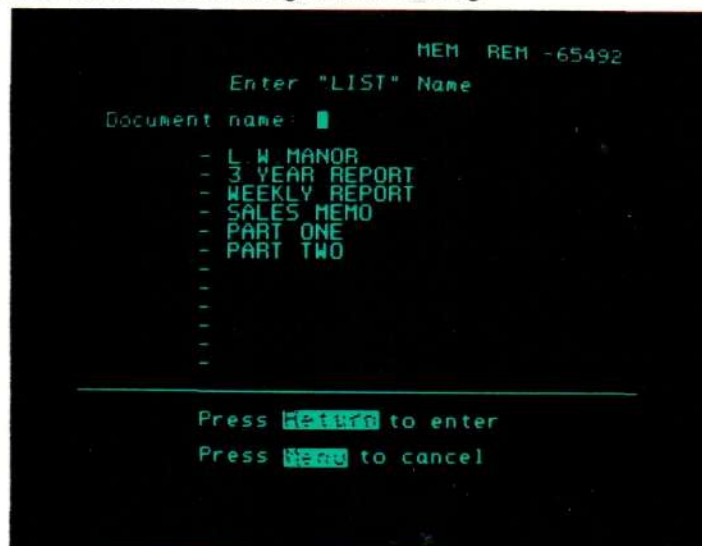 MEM REM -65492
Enter "LIST" Name
Document name:
- L W MANOR
- 3 YEAR REPORT
- WEEKLY REPORT
- SALES MEMO
- PART ONE
- PART TWO
-
-
-
-
-
-
Press Return to enter
Press Menu to cancel